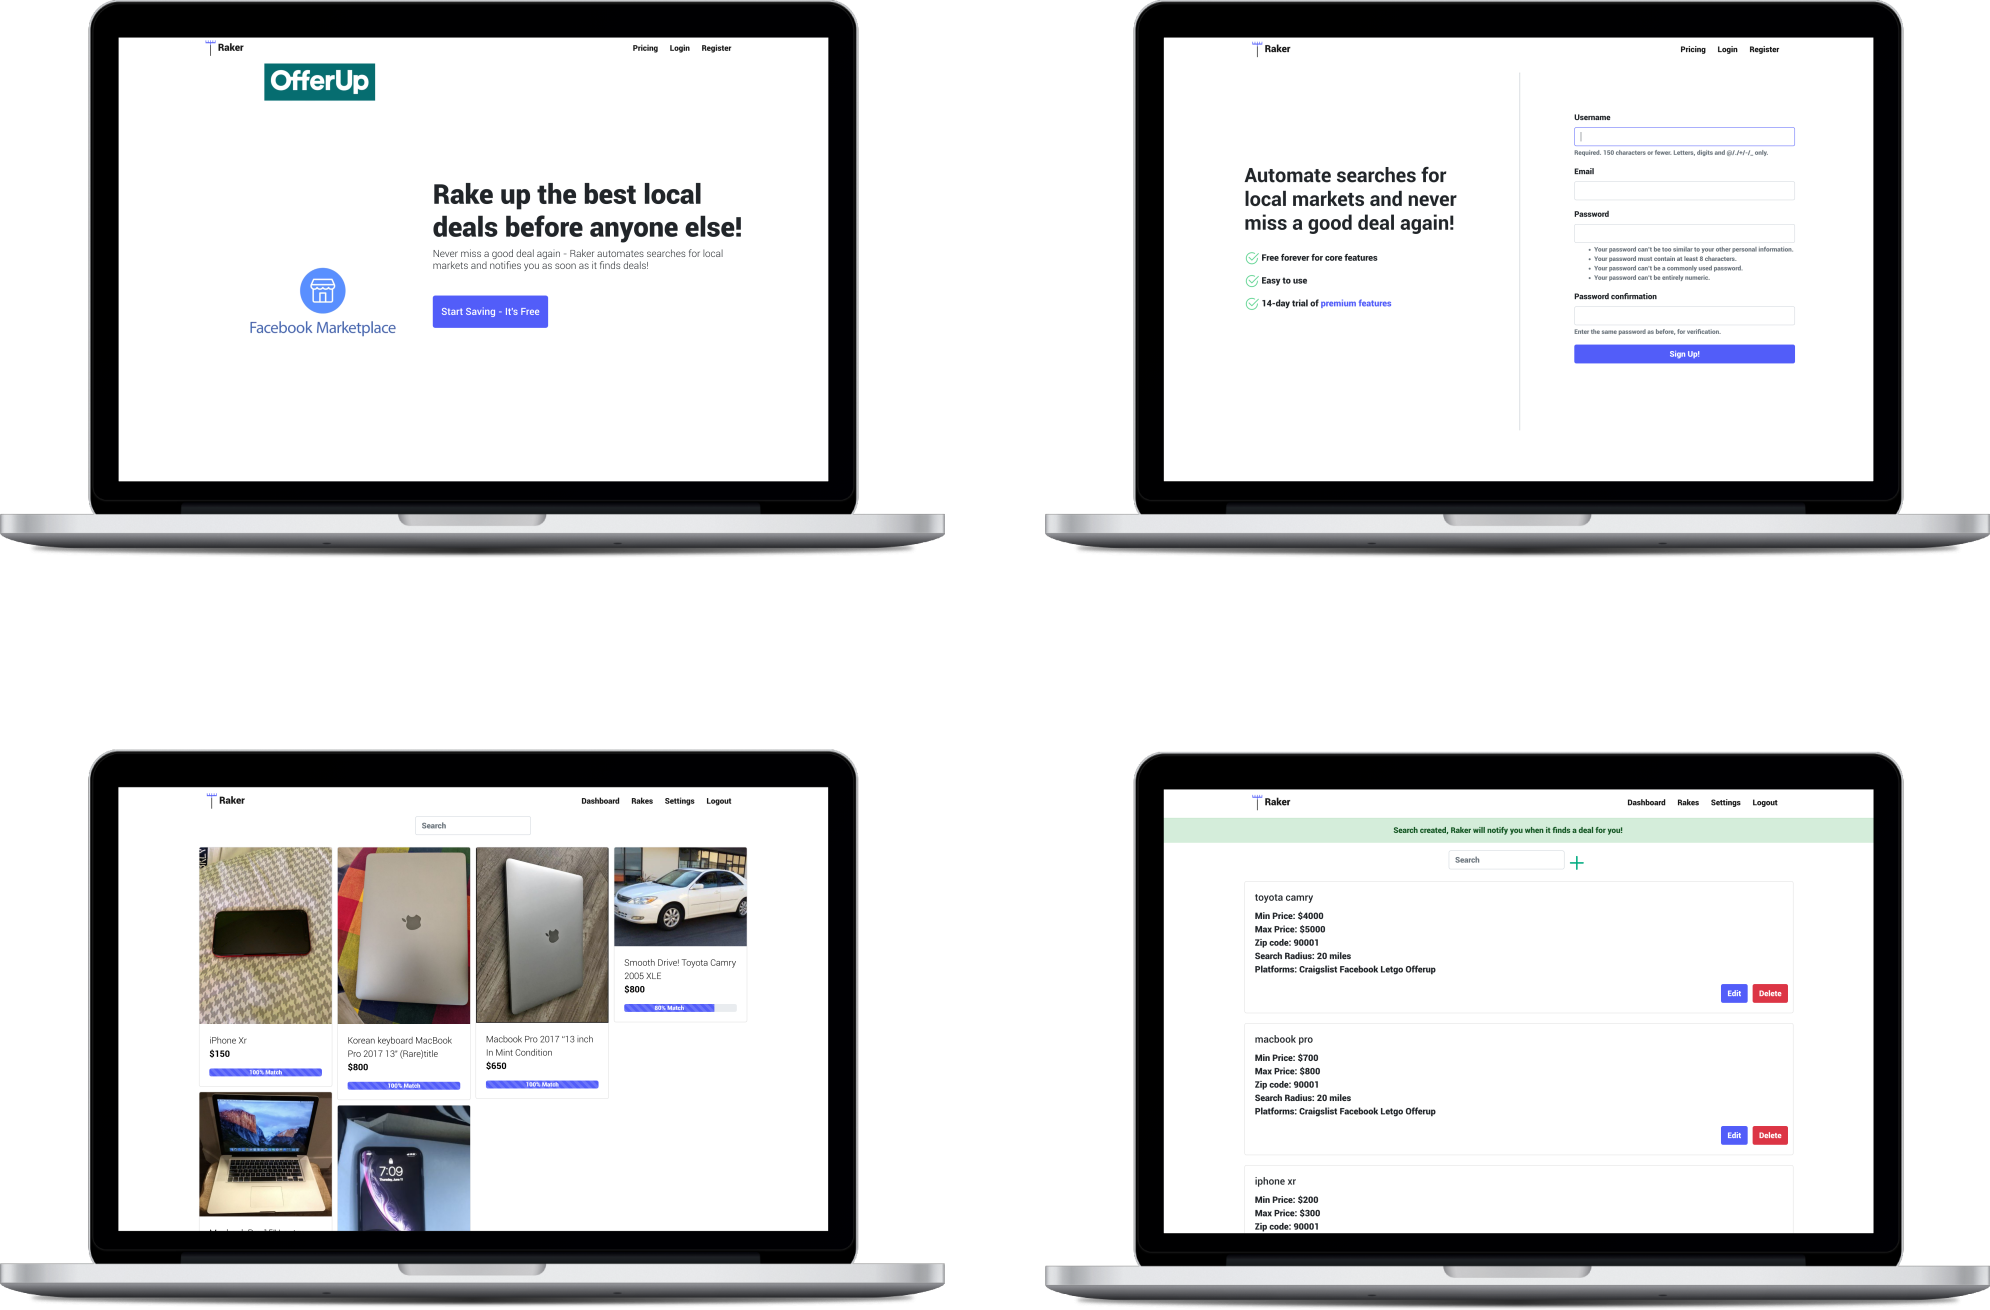 Raker
Pricing Login Register
OfferUp
Rake up the best local
deals before anyone else!
Never miss a good deal again - Raker automates searches for local
markets and notifies you as soon as it finds deals!
Facebook Marketplace
Start Saving - It's Free
Raker
Pricing Login Register
Automate searches for
local markets and never
miss a good deal again!
Free forever for core features
Easy to use
14-day trial of premium features
Username
Required. 150 characters or fewer. Letters, digits and @/./+/-/_ only.
Email
Password
• Your password can't be too similar to your other personal information.
• Your password must contain at least 8 characters.
• Your password can't be a commonly used password.
• Your password can't be entirely numeric.
Password confirmation
Enter the same password as before, for verification.
Sign Up!
Raker
Dashboard Rakes Settings Logout
Search
iPhone Xr
$150
100% Match
Korean keyboard MacBook
Pro 2017 13" (Rare)title
$800
100% Match
Macbook Pro 2017 "13 inch
In Mint Condition
$650
100% Match
Smooth Drive! Toyota Camry
2005 XLE
$800
80% Match
7:09
Raker
Dashboard Rakes Settings Logout
Search created, Raker will notify you when it finds a deal for you!
Search
toyota camry
Min Price: $4000
Max Price: $5000
Zip code: 90001
Search Radius: 20 miles
Platforms: Craigslist Facebook Letgo Offerup
Edit Delete
macbook pro
Min Price: $700
Max Price: $800
Zip code: 90001
Search Radius: 20 miles
Platforms: Craigslist Facebook Letgo Offerup
Edit Delete
iphone xr
Min Price: $200
Max Price: $300
Zip code: 90001